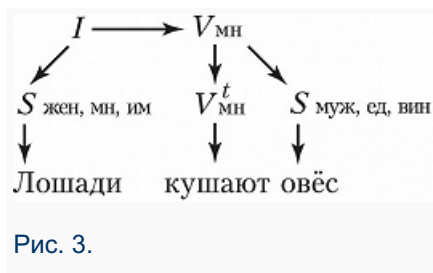 I V мн
S жен, мн, им V t мн S муж, ед, вин
Лошади кушают овёс
Рис. 3.